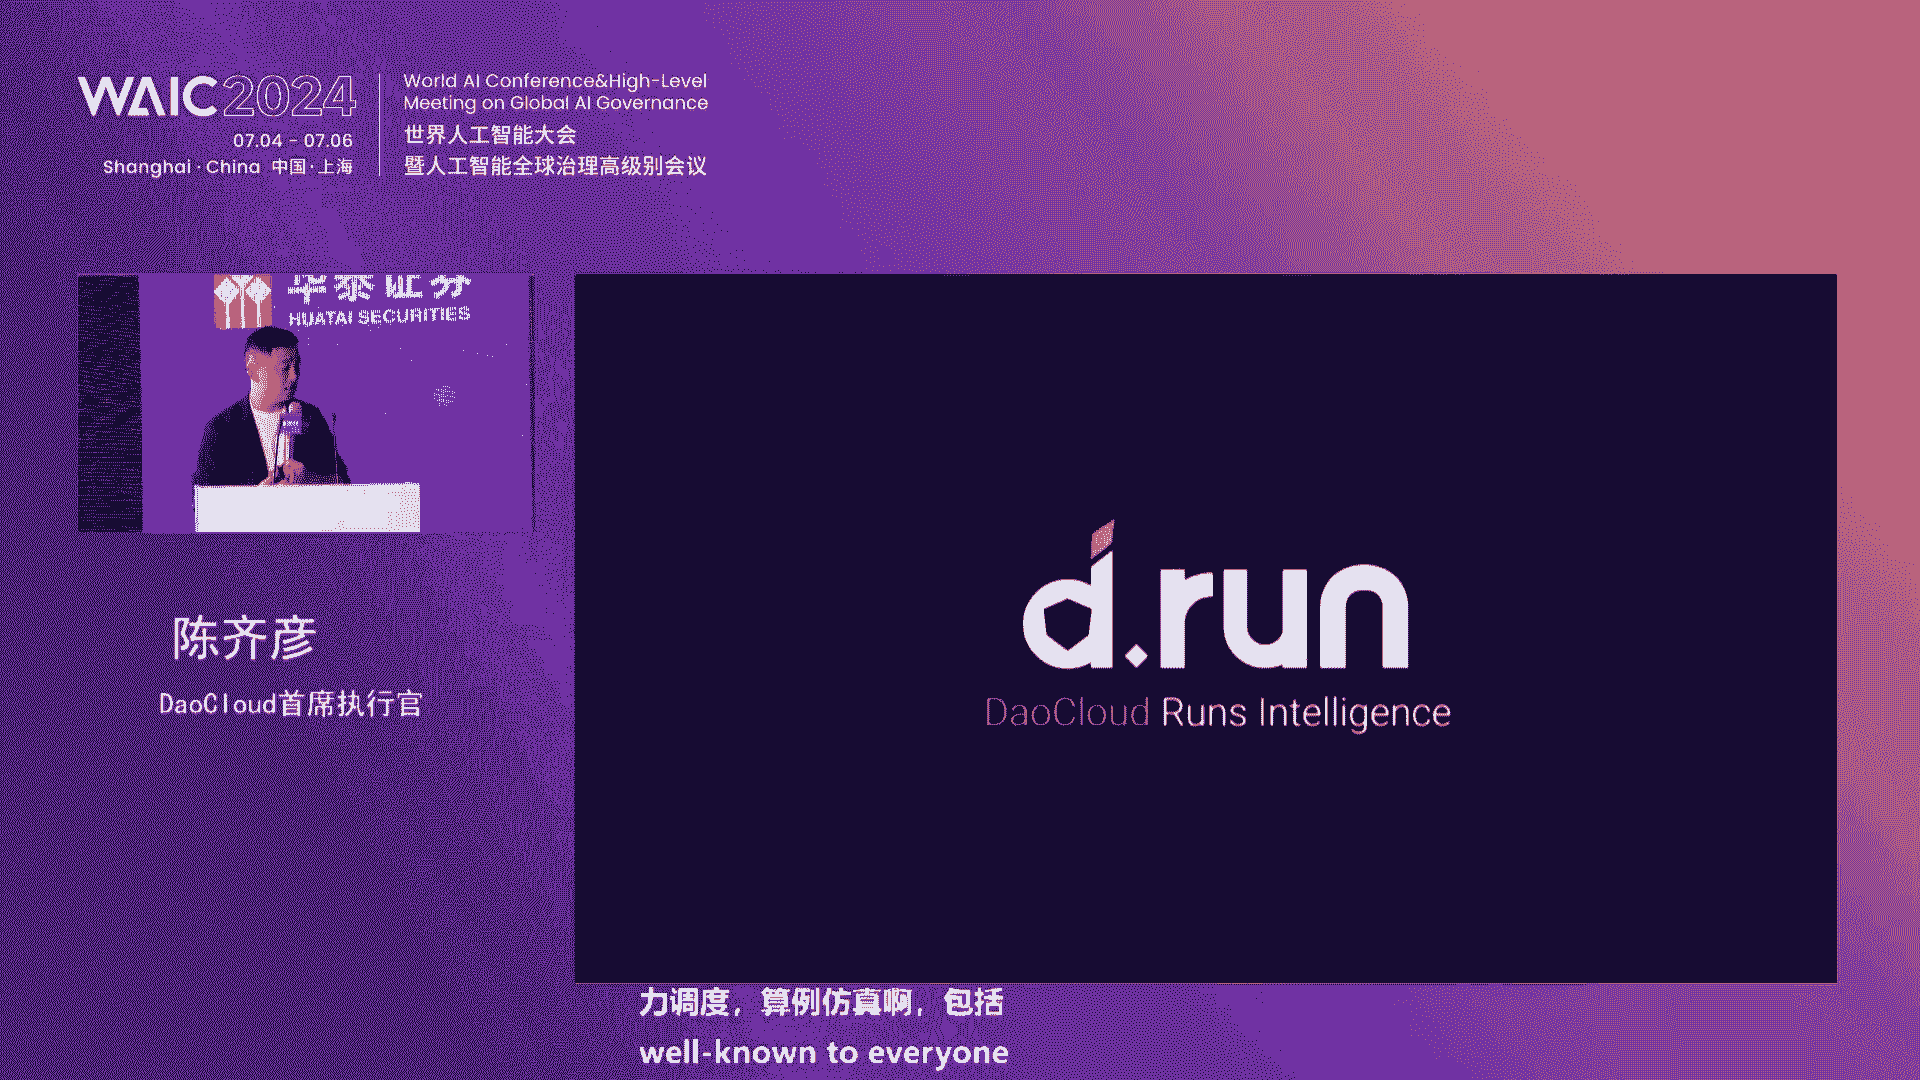 WAIC 2024
07.04 - 07.06
Shanghai · China 中国·上海
World AI Conference&High-Level
Meeting on Global AI Governance
世界人工智能大会
暨人工智能全球治理高级别会议
华泰证券
HUATAI SECURITIES
陈齐彦
DaoCloud首席执行官
d.run
DaoCloud Runs Intelligence
力调度，算例仿真啊，包括
well-known to everyone